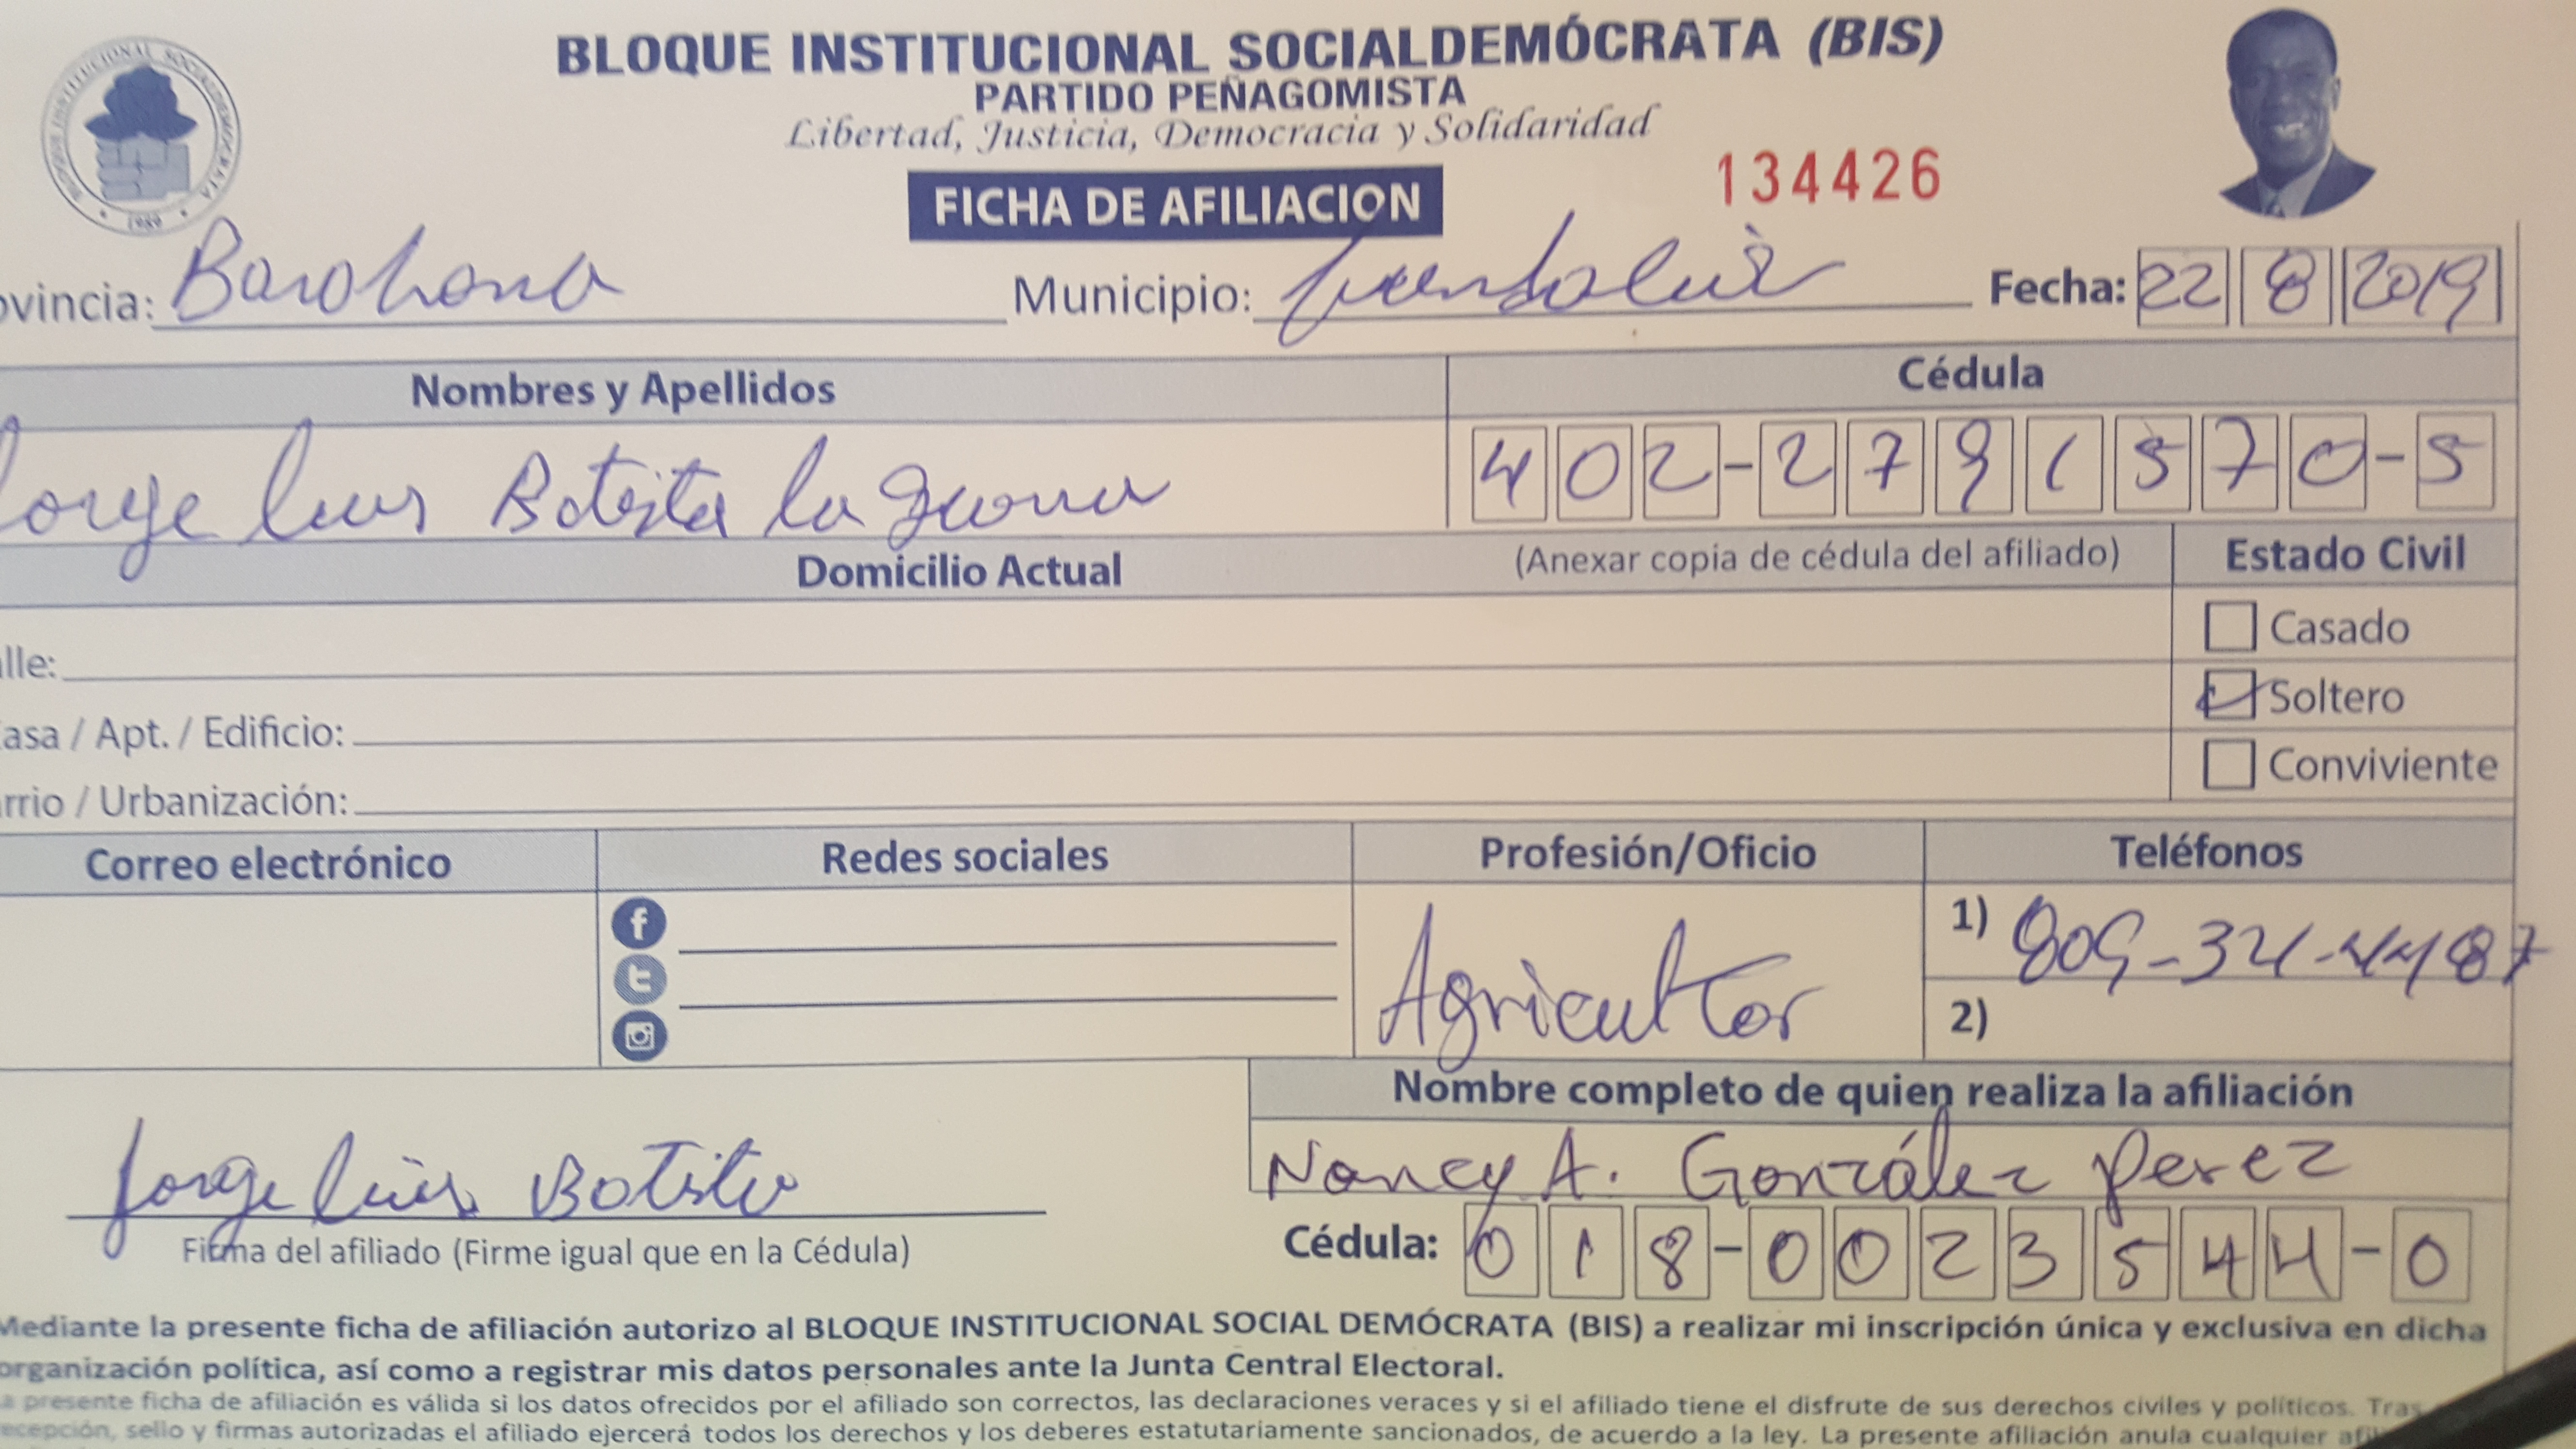 BLOQUE INSTITUCIONAL SOCIALDEMÓCRATA (BIS)
PARTIDO PEÑAGOMISTA
Libertad, Justicia, Democracia y Solidaridad
BLOQUE INSTITUCIONAL SOCIALDEMOCRATA
1989
FICHA DE AFILIACION 134426
ovincia: Barahona Municipio: Fecha: 22 8 2019
Nombres y Apellidos Cédula
Jorge luis Batista la 402-2791570-5
Domicilio Actual (Anexar copia de cédula del afiliado) Estado Civil
Casado
lle:
Soltero
asa / Apt. / Edificio:
Conviviente
rrio / Urbanización:
Correo electrónico Redes sociales Profesión/Oficio Teléfonos
Agricultor
1) 809-
2)
Nombre completo de quien realiza la afiliación
Nancy A. González Perez
Jorge luis Batista
Firma del afiliado (Firme igual que en la Cédula) Cédula: 018-0023544-0
Mediante la presente ficha de afiliación autorizo al BLOQUE INSTITUCIONAL SOCIAL DEMÓCRATA (BIS) a realizar mi inscripción única y exclusiva en dicha
organización política, así como a registrar mis datos personales ante la Junta Central Electoral.
a presente ficha de afiliación es válida si los datos ofrecidos por el afiliado son correctos, las declaraciones veraces y si el afiliado tiene el disfrute de sus derechos civiles y políticos. Tras
ecepción, sello y firmas autorizadas el afiliado ejercerá todos los derechos y los deberes estatutariamente sancionados, de acuerdo a la ley. La presente afiliación anula cualquier